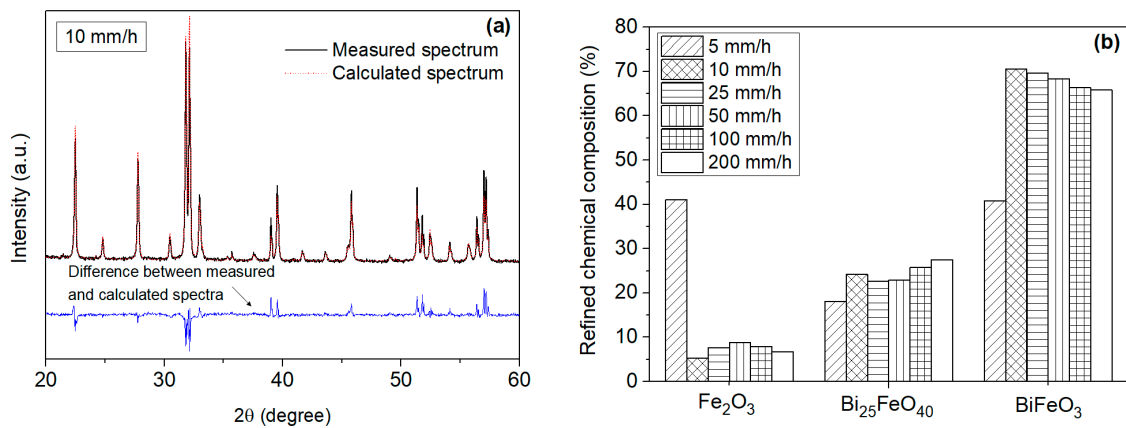 10 mm/h
(a)
Measured spectrum
Calculated spectrum
Intensity (a.u.)
Difference between measured
and calculated spectra
20 30 40 50 60
2θ (degree)
(b)
5 mm/h
10 mm/h
25 mm/h
50 mm/h
100 mm/h
200 mm/h
Refined chemical composition (%)
80
70
60
50
40
30
20
10
0
Fe₂O₃ Bi₂₅FeO₄₀ BiFeO₃